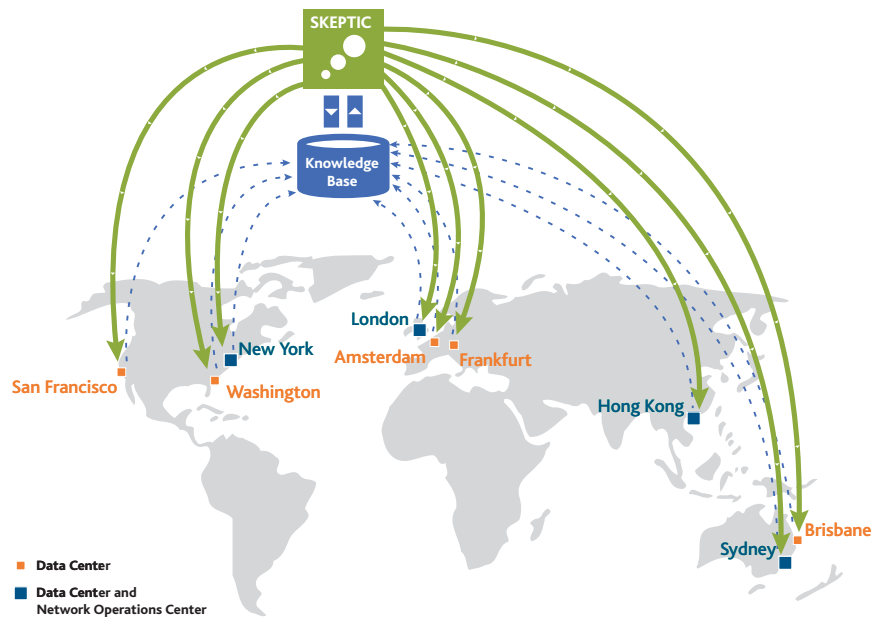 SKEPTIC
Knowledge
Base
London
New York
Amsterdam
Frankfurt
San Francisco
Washington
Hong Kong
Brisbane
Sydney
Data Center
Data Center and
Network Operations Center